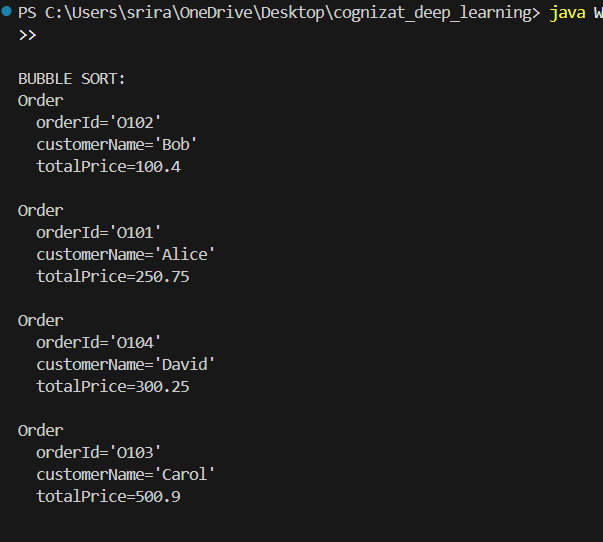 PS C:\Users\srira\OneDrive\Desktop\cognizat_deep_learning> java W
>>
BUBBLE SORT:
Order
orderId='O102'
customerName='Bob'
totalPrice=100.4
Order
orderId='O101'
customerName='Alice'
totalPrice=250.75
Order
orderId='O104'
customerName='David'
totalPrice=300.25
Order
orderId='O103'
customerName='Carol'
totalPrice=500.9